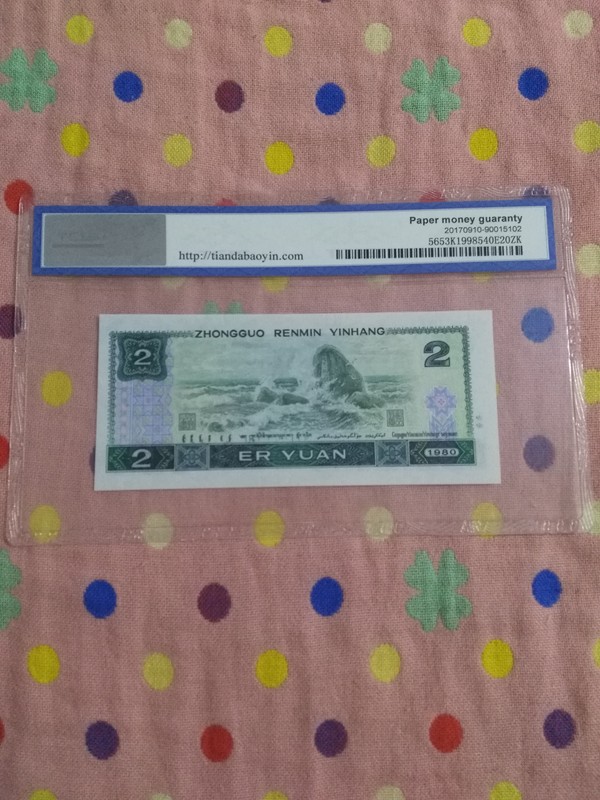 Paper money guaranty
20170910-90015102
http://tiandabaoyin.com
5653K1998540E20ZK
ZHONGGUO RENMIN YINHANG
2
2
2
ER YUAN
1980